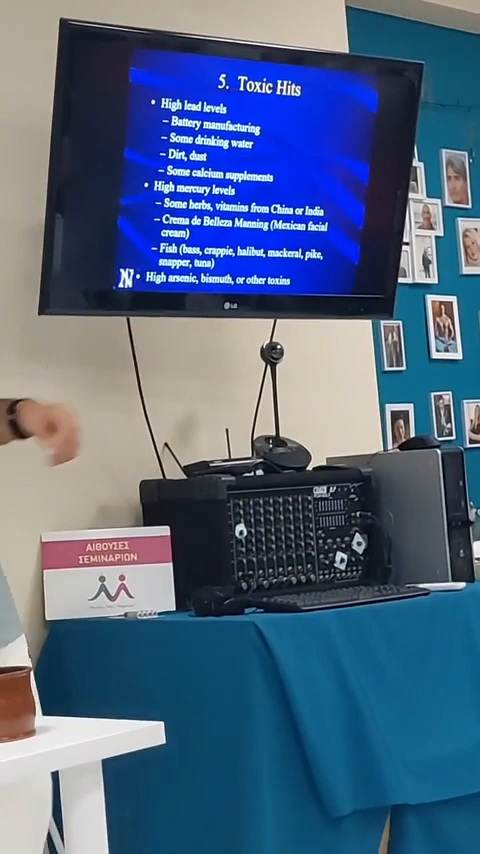 5. Toxic Hits
• High lead levels
– Battery manufacturing
– Some drinking water
– Dirt, dust
– Some calcium supplements
• High mercury levels
– Some herbs, vitamins from China or India
– Crema de Belleza Manning (Mexican facial
cream)
– Fish (bass, crappie, halibut, mackeral, pike,
snapper, tuna)
• High arsenic, bismuth, or other toxins
LG
ΑΙΘΟΥΣΕΣ
ΣΕΜΙΝΑΡΙΩΝ